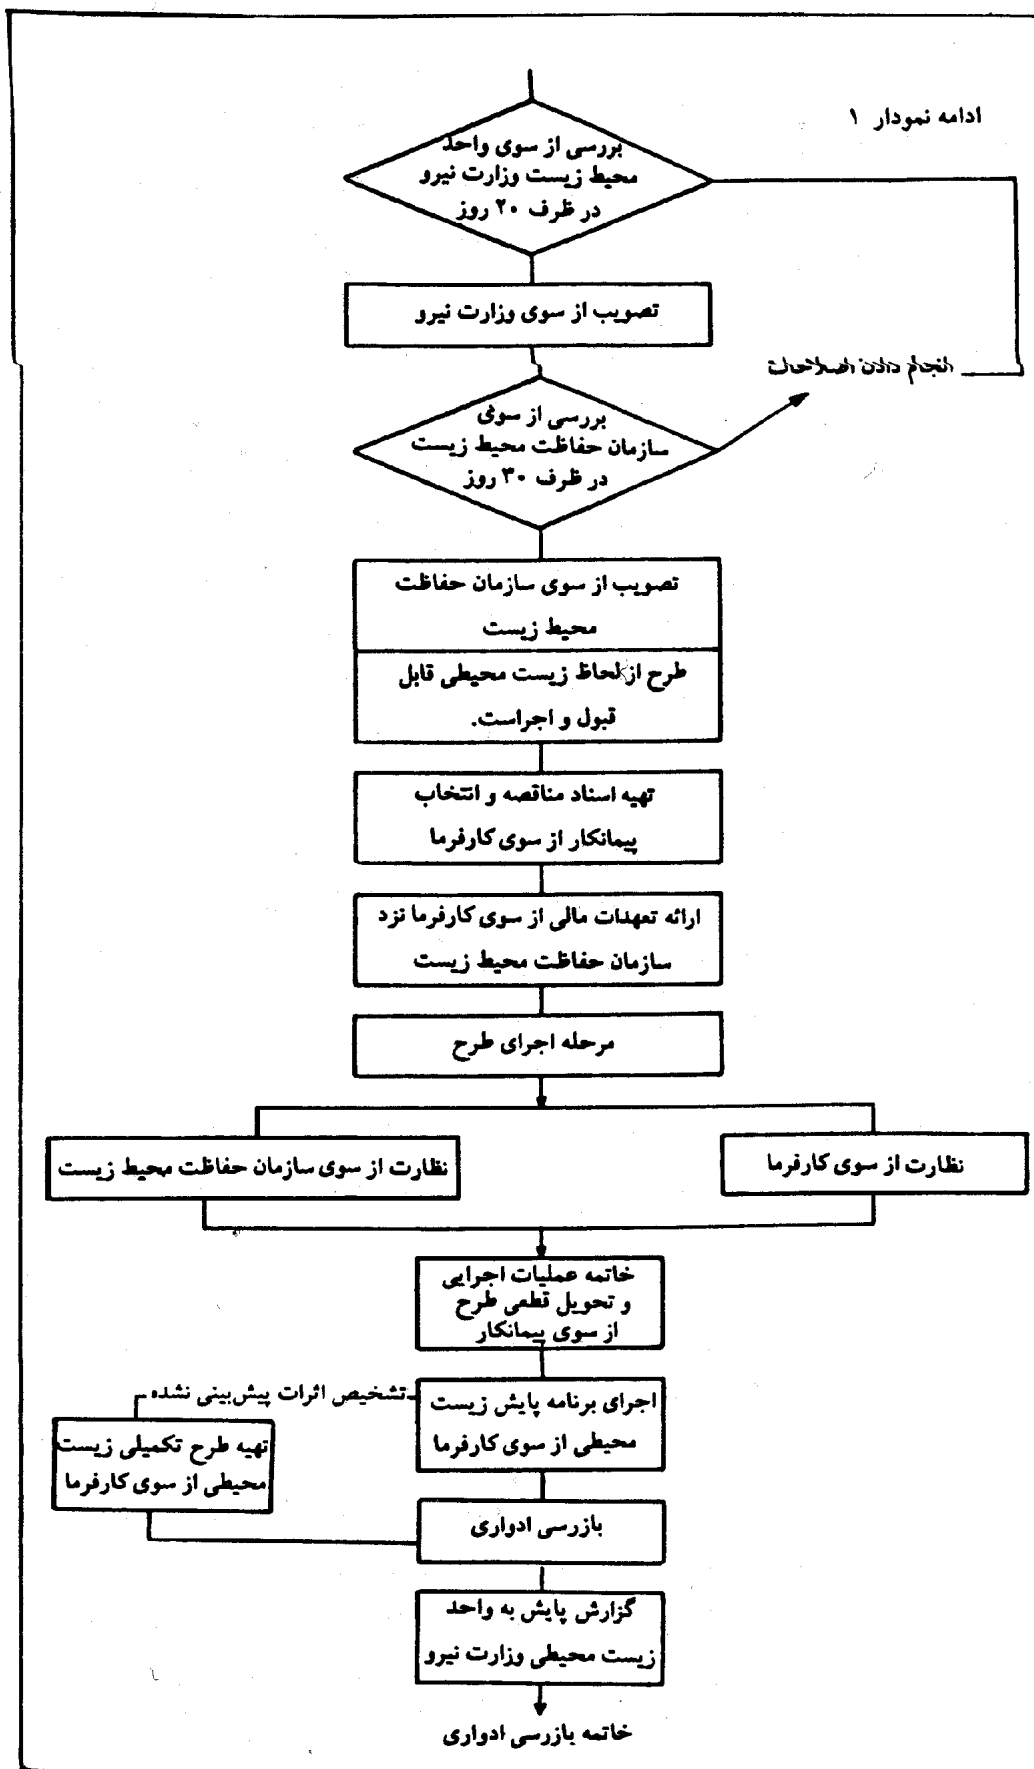 ادامه نمودار ۱
بررسی از سوی واحد
محیط زیست وزارت نیرو
در ظرف ۲۰ روز
تصویب از سوی وزارت نیرو
انجام دادن اصلاحات
بررسی از سوی
سازمان حفاظت محیط زیست
در ظرف ۳۰ روز
تصویب از سوی سازمان حفاظت
محیط زیست
طرح از لحاظ زیست محیطی قابل
قبول و اجراست.
تهیه اسناد مناقصه و انتخاب
پیمانکار از سوی کارفرما
ارائه تعهدات مالی از سوی کارفرما نزد
سازمان حفاظت محیط زیست
مرحله اجرای طرح
نظارت از سوی کارفرما
نظارت از سوی سازمان حفاظت محیط زیست
خاتمه عملیات اجرایی
و تحویل قطعی طرح
از سوی پیمانکار
اجرای برنامه پایش زیست
محیطی از سوی کارفرما
تشخیص اثرات پیش‌بینی نشده
تهیه طرح تکمیلی زیست
محیطی از سوی کارفرما
بازرسی ادواری
گزارش پایش به واحد
زیست محیطی وزارت نیرو
خاتمه بازرسی ادواری